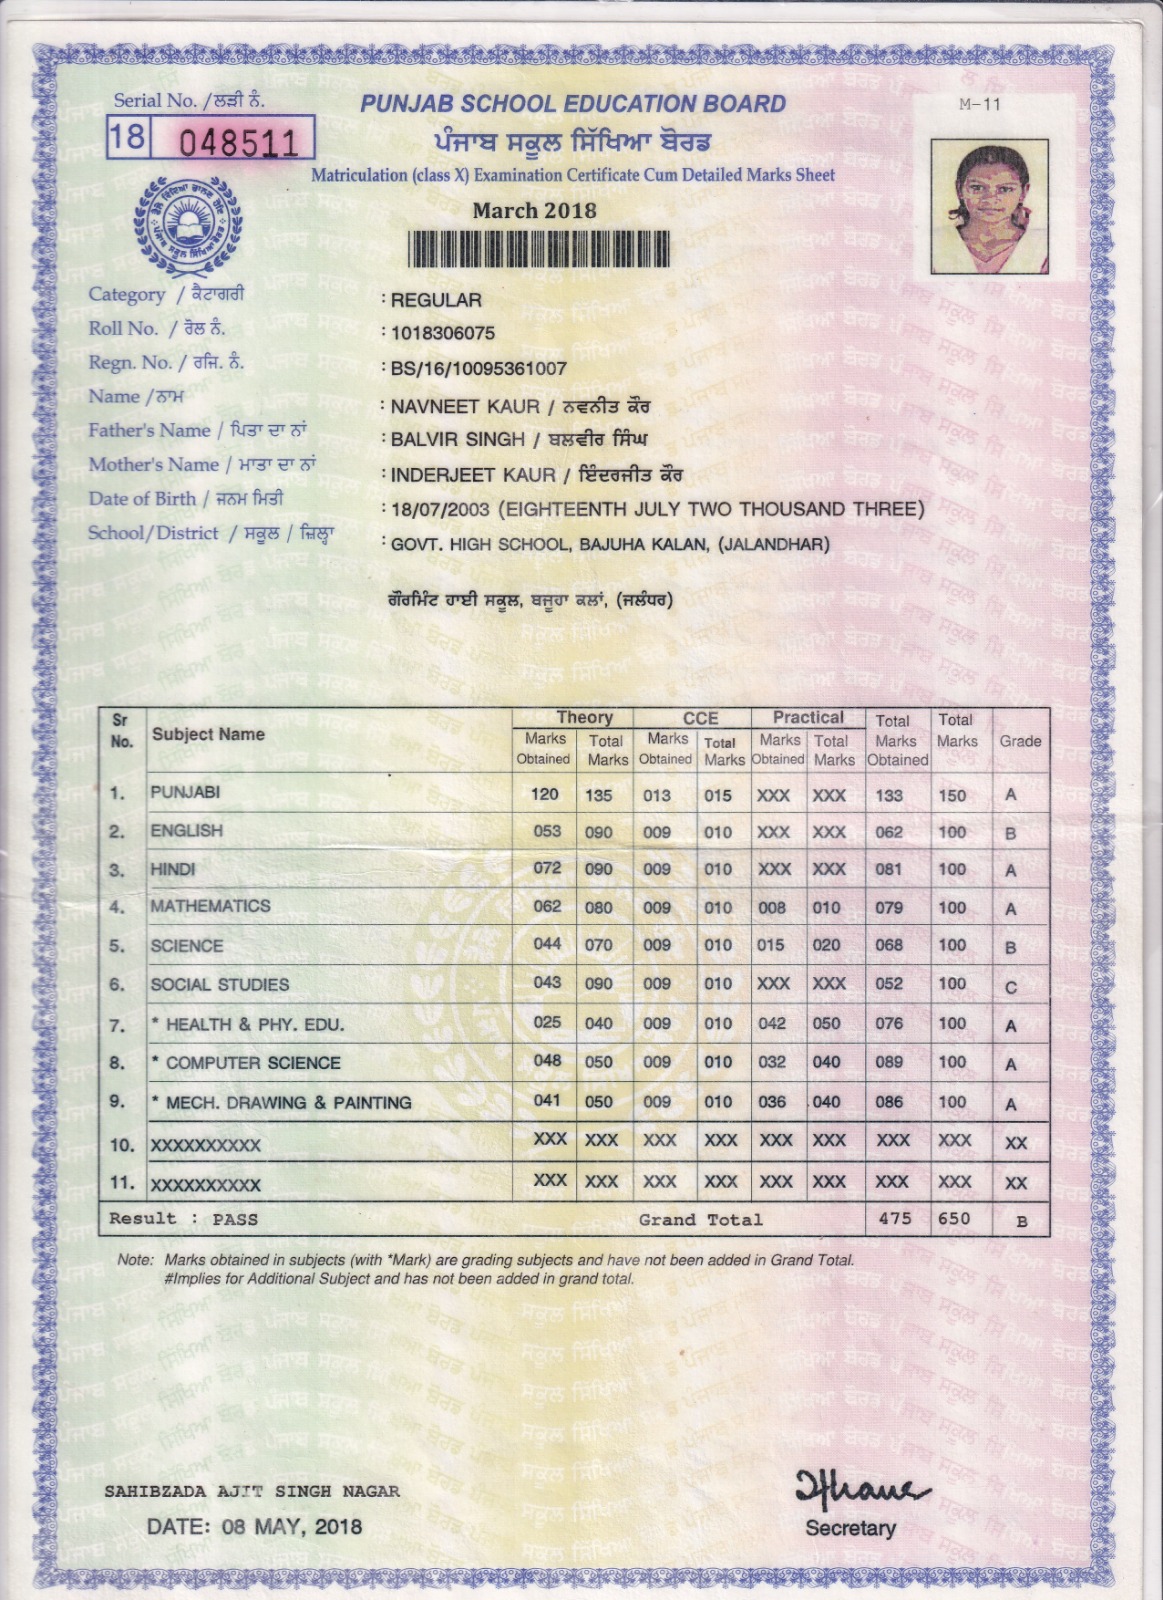 Serial No. /ਲੜੀ ਨੰ.
18 048511
PUNJAB SCHOOL EDUCATION BOARD
ਪੰਜਾਬ ਸਕੂਲ ਸਿੱਖਿਆ ਬੋਰਡ
Matriculation (class X) Examination Certificate Cum Detailed Marks Sheet
March 2018
M-11
Category / ਕੈਟਾਗਰੀ : REGULAR
Roll No. / ਰੋਲ ਨੰ. : 1018306075
Regn. No. / ਰਜਿ. ਨੰ. : BS/16/10095361007
Name /ਨਾਮ : NAVNEET KAUR / ਨਵਨੀਤ ਕੌਰ
Father's Name / ਪਿਤਾ ਦਾ ਨਾਂ : BALVIR SINGH / ਬਲਵੀਰ ਸਿੰਘ
Mother's Name / ਮਾਤਾ ਦਾ ਨਾਂ : INDERJEET KAUR / ਇੰਦਰਜੀਤ ਕੌਰ
Date of Birth / ਜਨਮ ਮਿਤੀ : 18/07/2003 (EIGHTEENTH JULY TWO THOUSAND THREE)
School/District / ਸਕੂਲ / ਜ਼ਿਲ੍ਹਾ : GOVT. HIGH SCHOOL, BAJUHA KALAN, (JALANDHAR)
ਗੌਰਮਿੰਟ ਹਾਈ ਸਕੂਲ, ਬਜੂਹਾ ਕਲਾਂ, (ਜਲੰਧਰ)
Sr No. Subject Name Theory CCE Practical Total Marks Obtained Total Marks Grade
Marks Obtained Total Marks Marks Obtained Total Marks Marks Obtained Total Marks
1. PUNJABI 120 135 013 015 XXX XXX 133 150 A
2. ENGLISH 053 090 009 010 XXX XXX 062 100 B
3. HINDI 072 090 009 010 XXX XXX 081 100 A
4. MATHEMATICS 062 080 009 010 008 010 079 100 A
5. SCIENCE 044 070 009 010 015 020 068 100 B
6. SOCIAL STUDIES 043 090 009 010 XXX XXX 052 100 C
7. * HEALTH & PHY. EDU. 025 040 009 010 042 050 076 100 A
8. * COMPUTER SCIENCE 048 050 009 010 032 040 089 100 A
9. * MECH. DRAWING & PAINTING 041 050 009 010 036 040 086 100 A
10. XXXXXXXXXX XXX XXX XXX XXX XXX XXX XXX XXX XX
11. XXXXXXXXXX XXX XXX XXX XXX XXX XXX XXX XXX XX
Result : PASS Grand Total 475 650 B
Note: Marks obtained in subjects (with *Mark) are grading subjects and have not been added in Grand Total.
#Implies for Additional Subject and has not been added in grand total.
SAHIBZADA AJIT SINGH NAGAR
DATE: 08 MAY, 2018
Secretary